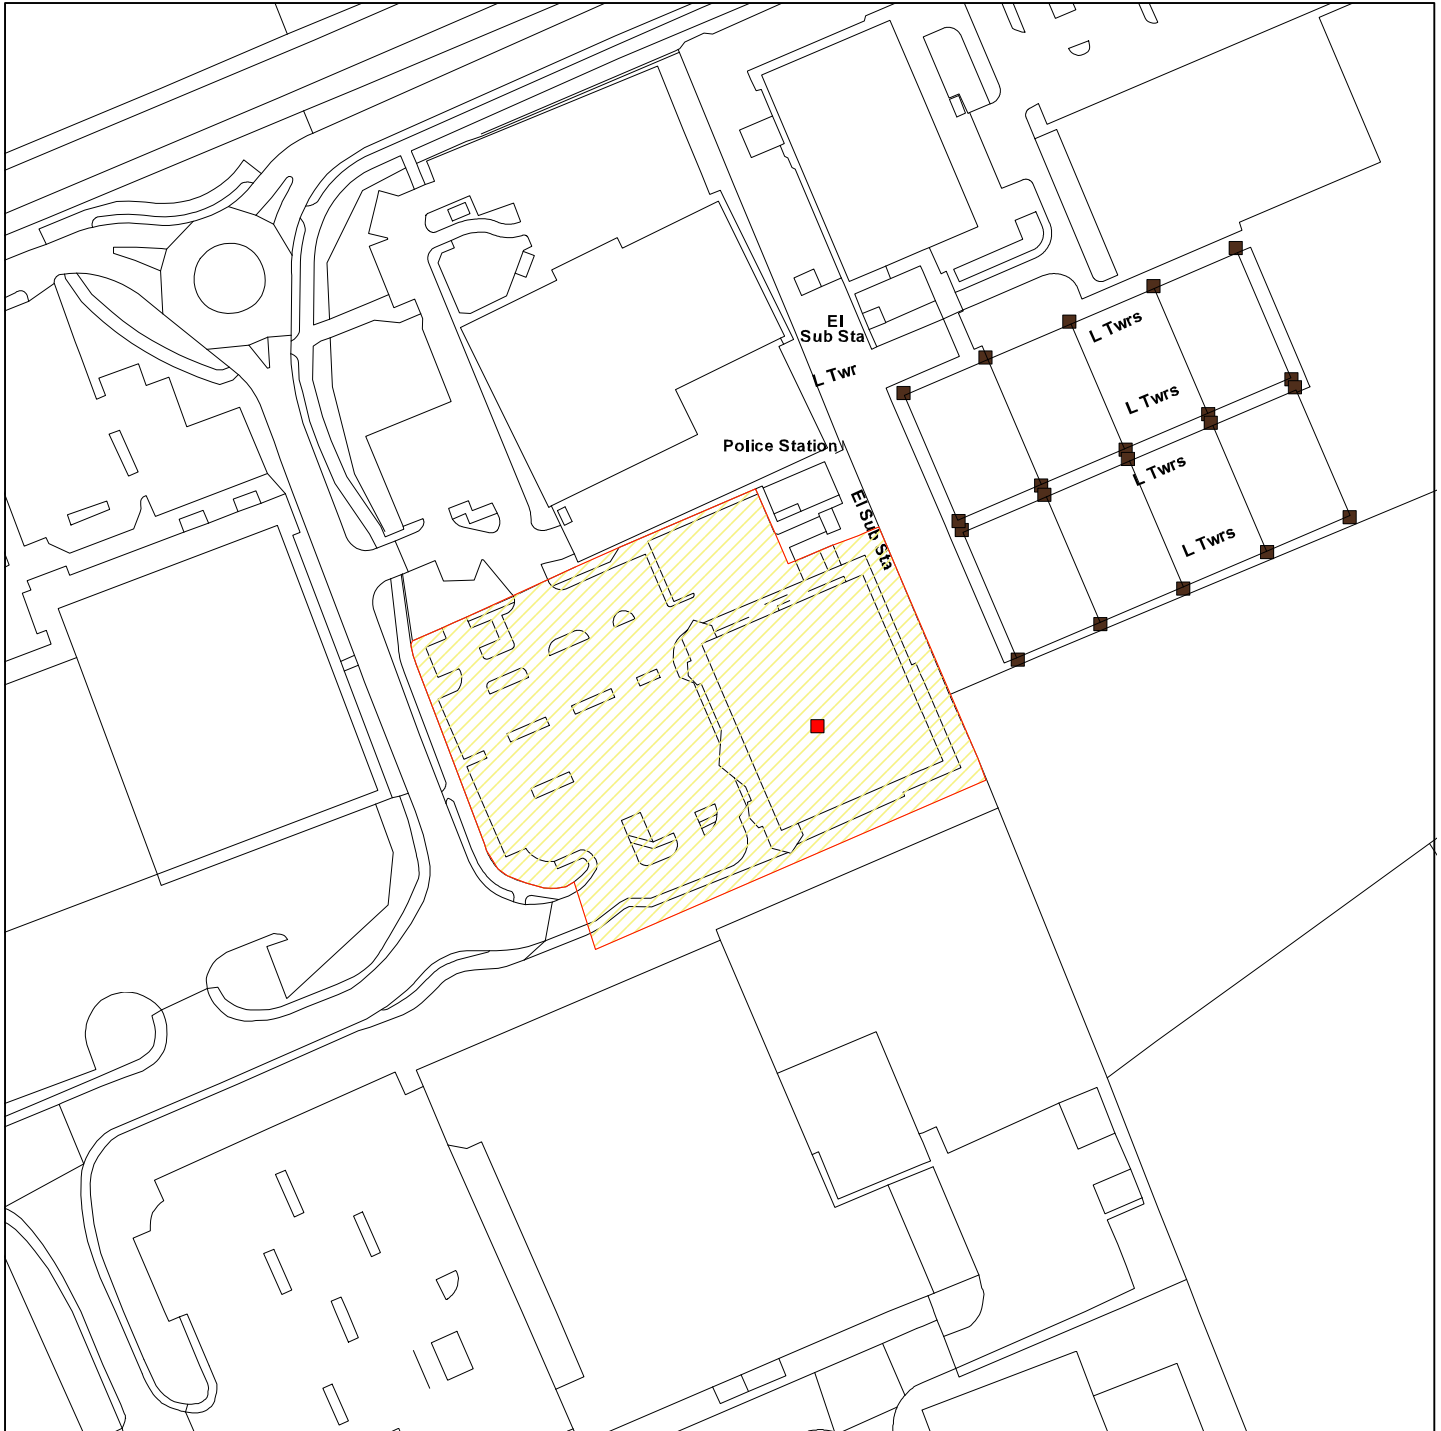 El
Sub Sta
L Twrs
L Twr
L Twrs
Police Station
L Twrs
El Sub Sta
L Twrs